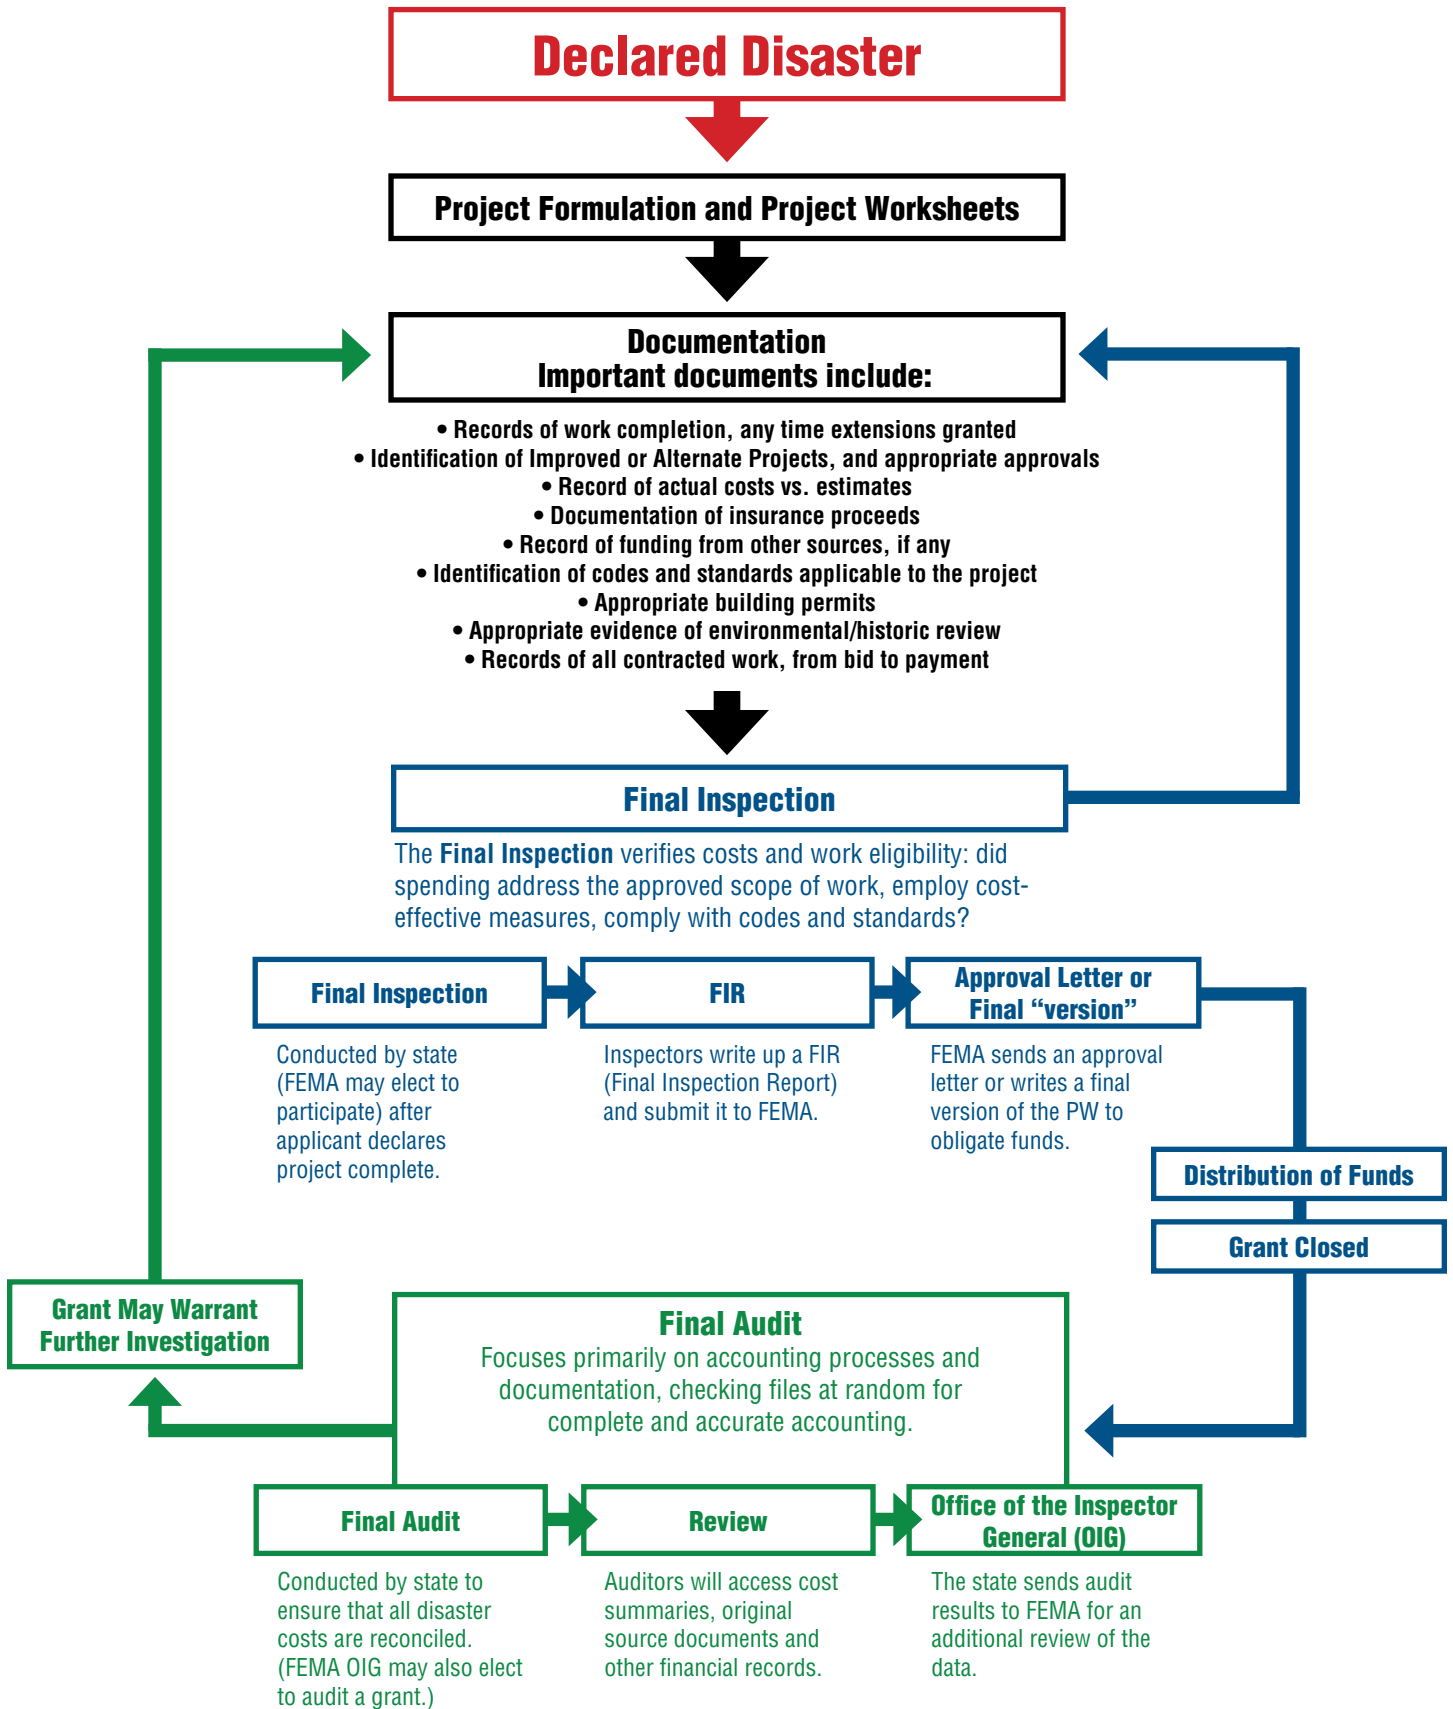 Declared Disaster
Project Formulation and Project Worksheets
Documentation
Important documents include:
• Records of work completion, any time extensions granted
• Identification of Improved or Alternate Projects, and appropriate approvals
• Record of actual costs vs. estimates
• Documentation of insurance proceeds
• Record of funding from other sources, if any
• Identification of codes and standards applicable to the project
• Appropriate building permits
• Appropriate evidence of environmental/historic review
• Records of all contracted work, from bid to payment
Final Inspection
The Final Inspection verifies costs and work eligibility: did
spending address the approved scope of work, employ cost-
effective measures, comply with codes and standards?
Final Inspection
Conducted by state
(FEMA may elect to
participate) after
applicant declares
project complete.
FIR
Inspectors write up a FIR
(Final Inspection Report)
and submit it to FEMA.
Approval Letter or
Final “version”
FEMA sends an approval
letter or writes a final
version of the PW to
obligate funds.
Distribution of Funds
Grant Closed
Grant May Warrant
Further Investigation
Final Audit
Focuses primarily on accounting processes and
documentation, checking files at random for
complete and accurate accounting.
Final Audit
Conducted by state to
ensure that all disaster
costs are reconciled.
(FEMA OIG may also elect
to audit a grant.)
Review
Auditors will access cost
summaries, original
source documents and
other financial records.
Office of the Inspector
General (OIG)
The state sends audit
results to FEMA for an
additional review of the
data.